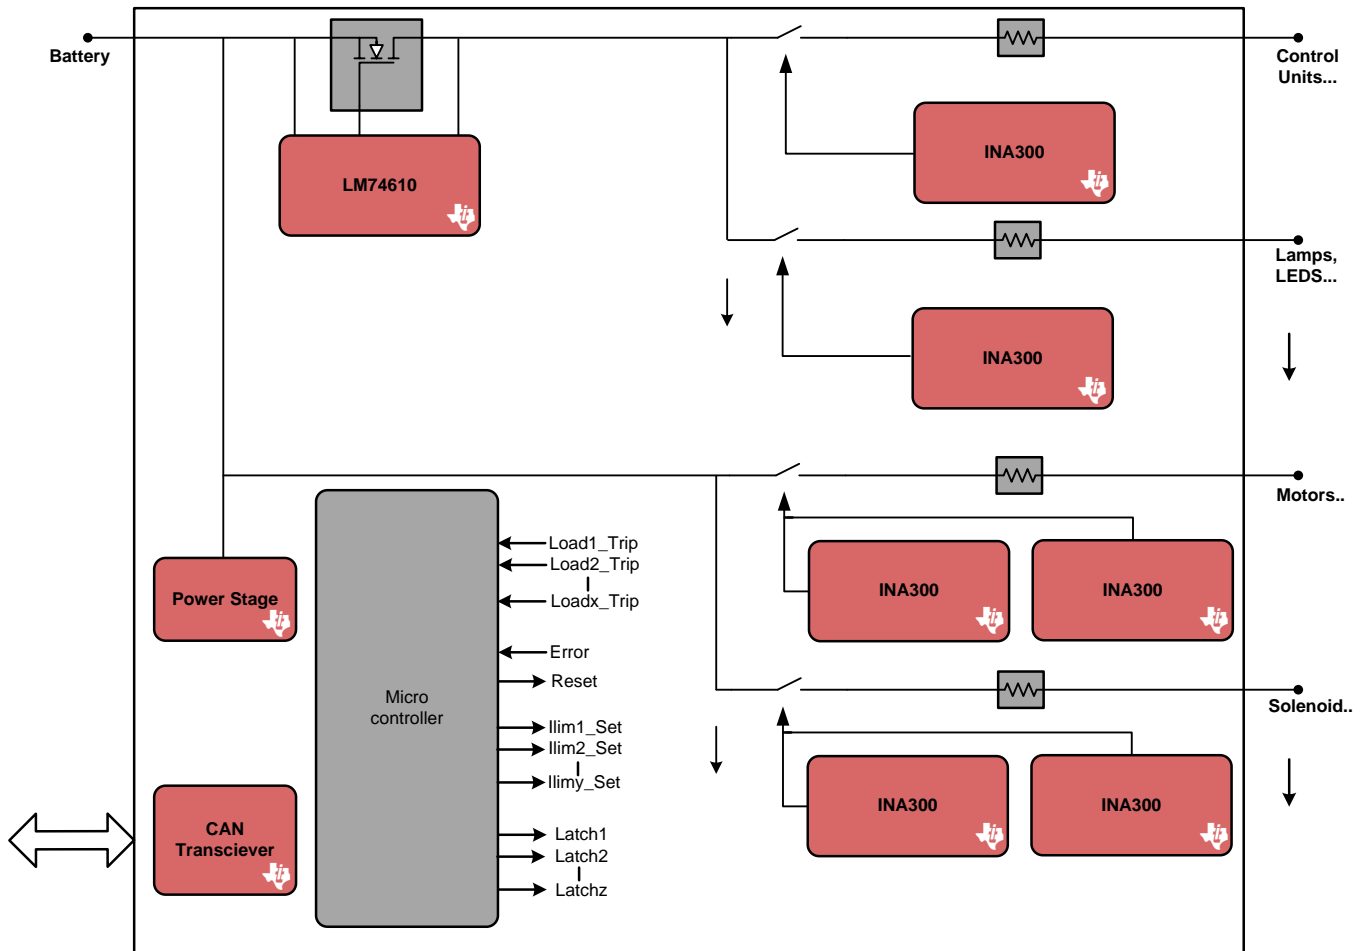 Battery
Control
Units...
INA300
LM74610
Lamps,
LEDS...
INA300
Motors..
Load1_Trip
Load2_Trip
Loadx_Trip
INA300
INA300
Power Stage
Error
Reset
Micro
controller
Solenoid..
Ilim1_Set
Ilim2_Set
Ilimy_Set
INA300
INA300
CAN
Transciever
Latch1
Latch2
Latchz